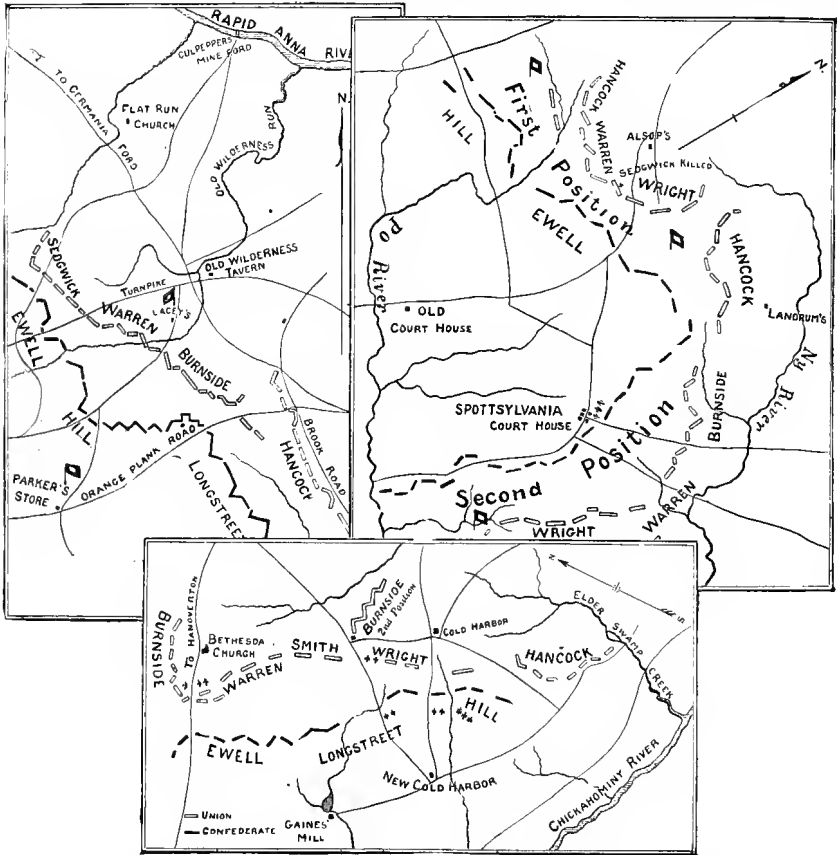 RAPID ANNA RIVE
CULPEPPERS
MINE FORD
TO GERMANIA FORD
FLAT RUN
CHURCH
N.
OLD WILDERNESS RUN
SEDGWICK
OLD WILDERNESS
TAVERN
TURNPIKE
LACEY'S
WARREN
EWELL
BURNSIDE
HILL
BROOK ROAD
HANCOCK
ORANGE PLANK ROAD
PARKER'S
STORE
LONGSTREE
First
HILL
HANCOCK
WARREN
N.
ALSOP'S
SEDGWICK KILLED
WRIGHT
Position
EWELL
PO River
HANCOCK
OLD
COURT HOUSE
LANDRUM'S
Ny River
SPOTTSYLVANIA
COURT HOUSE
BURNSIDE
Second Position
WRIGHT
WARREN
BURNSIDE
TO HANOVERTON
BETHESDA
CHURCH
WARREN
SMITH
BURNSIDE
2nd POSITION
COLD HARBOR
WRIGHT
N
S
ELDER SWAMP CREEK
HANCOCK
HILL
EWELL
LONGSTREET
NEW COLD HARBOR
CHICKAHOMINY RIVER
UNION
CONFEDERATE
GAINES'
MILL